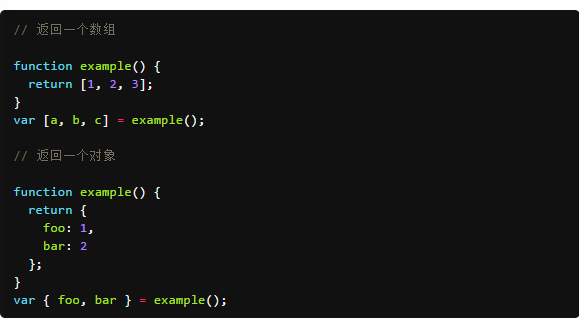 // 返回一个数组
function example() {
  return [1, 2, 3];
}
var [a, b, c] = example();
// 返回一个对象
function example() {
  return {
    foo: 1,
    bar: 2
  };
}
var { foo, bar } = example();